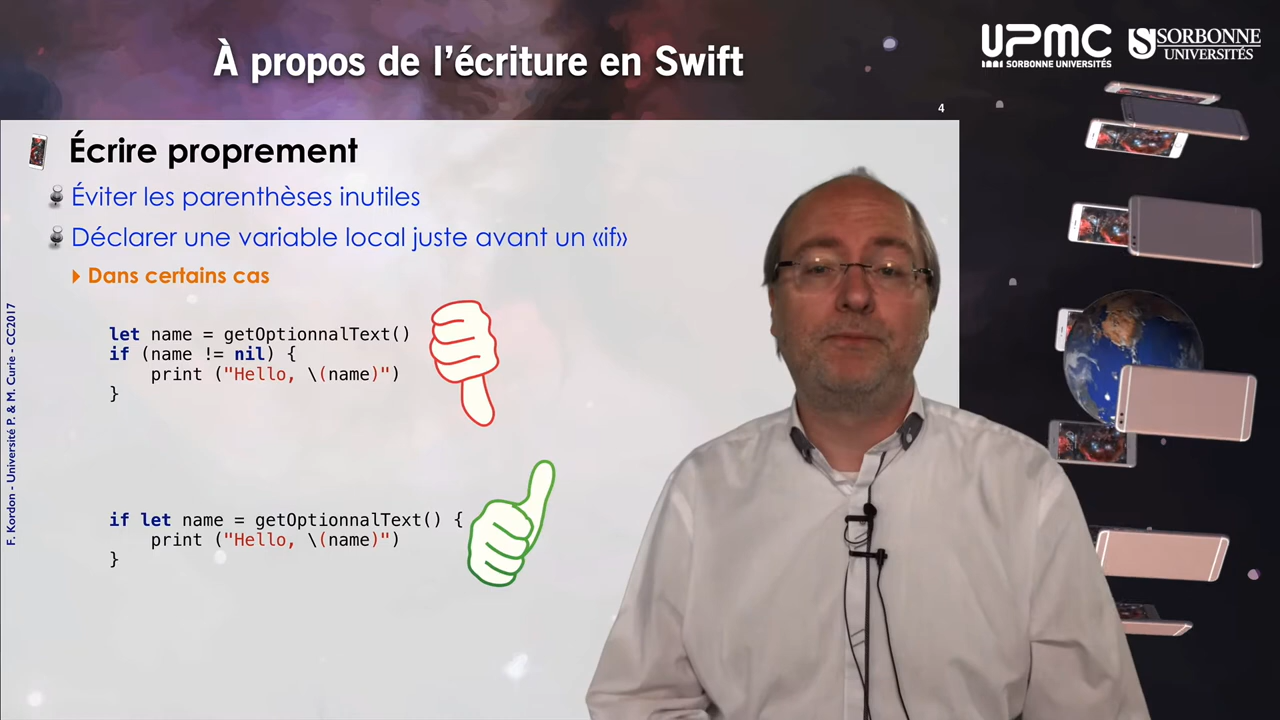 À propos de l'écriture en Swift
UPMC
SORBONNE UNIVERSITÉS
SORBONNE
UNIVERSITÉS
4
Écrire proprement
Éviter les parenthèses inutiles
Déclarer une variable local juste avant un «if»
Dans certains cas
let name = getOptionnalText()
if (name != nil) {
print ("Hello, \(name)")
}
if let name = getOptionnalText() {
print ("Hello, \(name)")
}
F. Kordon - Université P. & M. Curie - CC2017